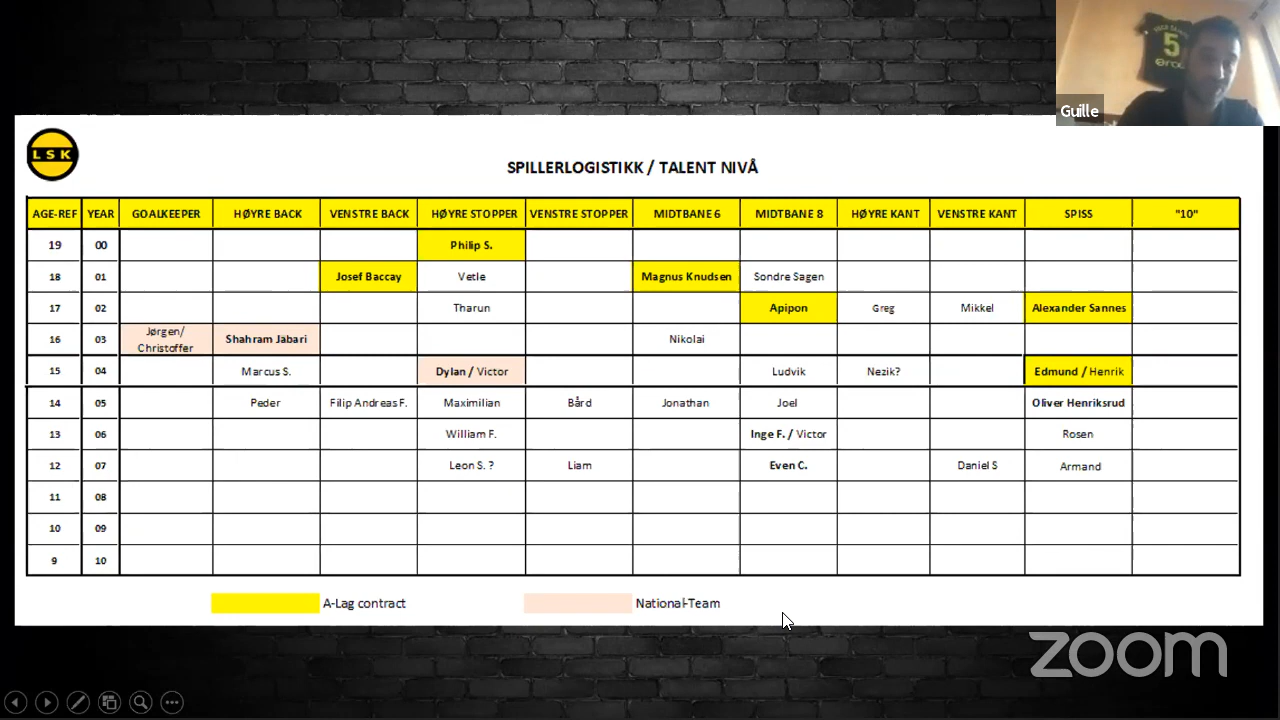 5
Guille
LSK
SPILLERLOGISTIKK / TALENT NIVÅ
AGE-REF YEAR GOALKEEPER HØYRE BACK VENSTRE BACK HØYRE STOPPER VENSTRE STOPPER MIDTBANE 6 MIDTBANE 8 HØYRE KANT VENSTRE KANT SPISS "10"
19 00 Philip S.
18 01 Josef Baccay Vetle Magnus Knudsen Sondre Sagen
17 02 Tharun Apipon Greg Mikkel Alexander Sannes
16 03 Jørgen/ Christoffer Shahram Jabari Nikolai
15 04 Marcus S. Dylan / Victor Ludvik Nezik? Edmund / Henrik
14 05 Peder Filip Andreas F. Maximilian Bård Jonathan Joel Oliver Henriksrud
13 06 William F. Inge F. / Victor Rosen
12 07 Leon S. ? Liam Even C. Daniel S Armand
11 08
10 09
9 10
A-Lag contract National-Team
zoom